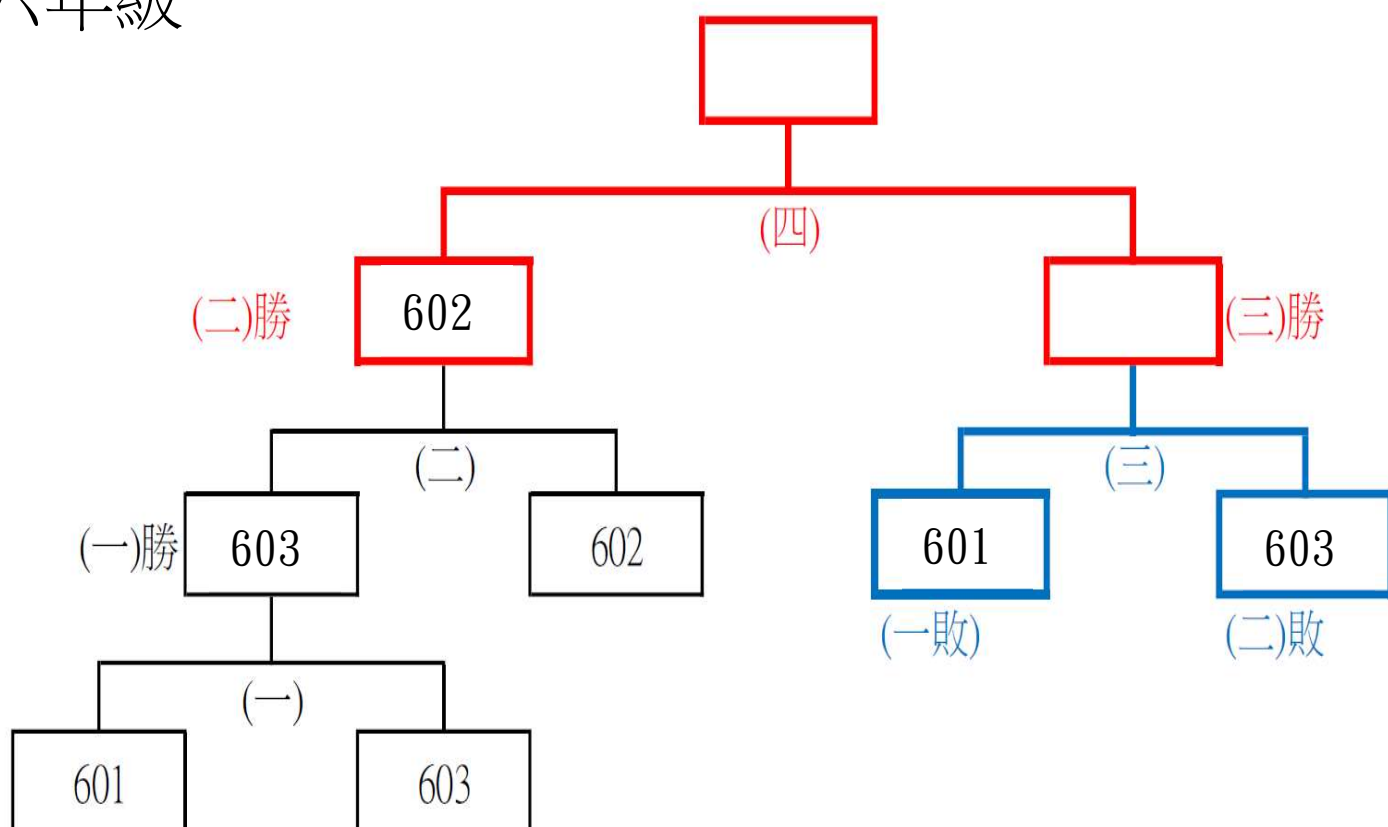 六年級
(四)
(二)勝 602 (三)勝
(二) (三)
(一)勝 603 602 601 603
(一敗) (二)敗
(一)
601 603